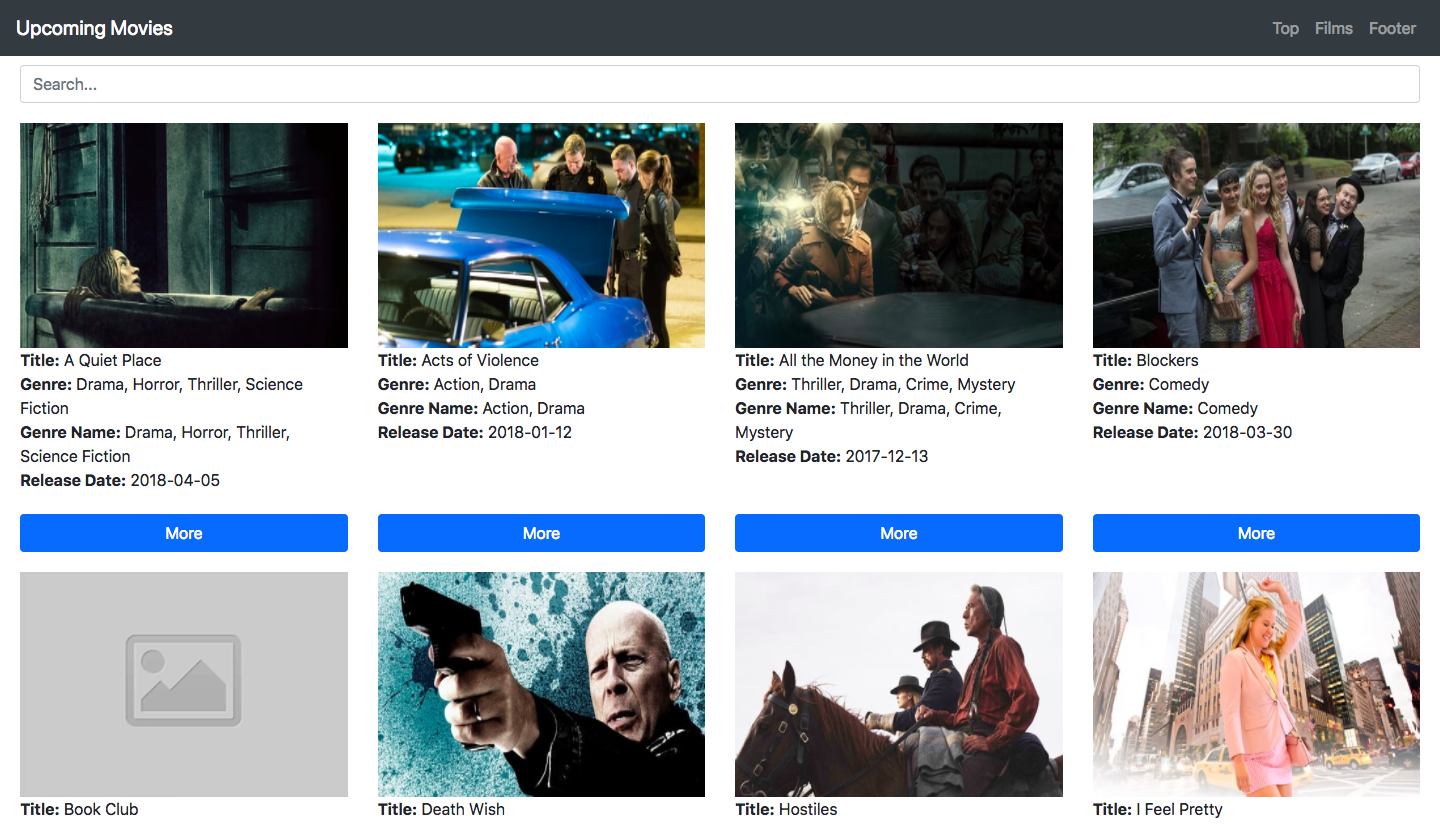 Upcoming Movies
Top Films Footer
Search...
Title: A Quiet Place
Genre: Drama, Horror, Thriller, Science
Fiction
Genre Name: Drama, Horror, Thriller,
Science Fiction
Release Date: 2018-04-05
More
Title: Acts of Violence
Genre: Action, Drama
Genre Name: Action, Drama
Release Date: 2018-01-12
More
Title: All the Money in the World
Genre: Thriller, Drama, Crime, Mystery
Genre Name: Thriller, Drama, Crime,
Mystery
Release Date: 2017-12-13
More
Title: Blockers
Genre: Comedy
Genre Name: Comedy
Release Date: 2018-03-30
More
Title: Book Club
Title: Death Wish
Title: Hostiles
Title: I Feel Pretty